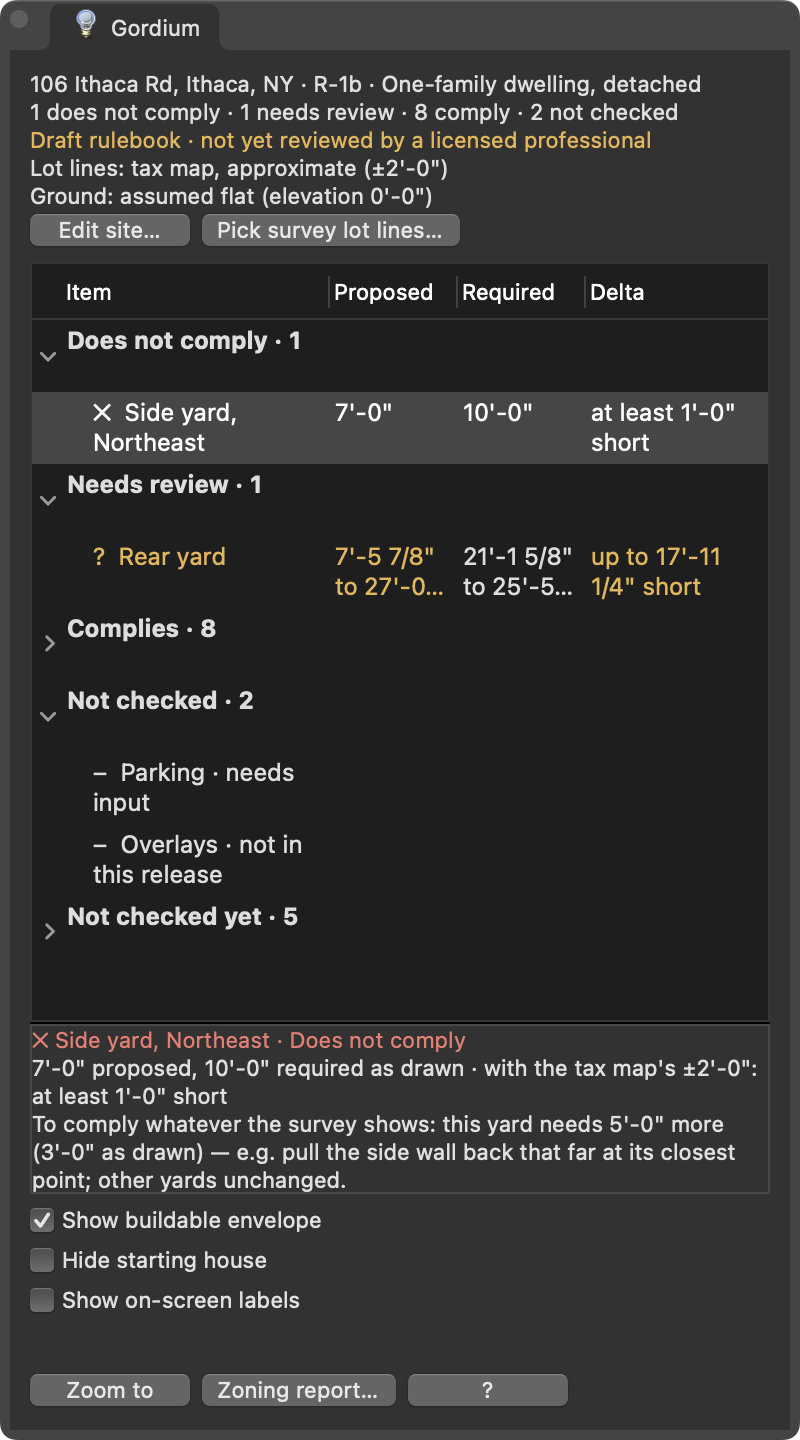 Gordium
106 Ithaca Rd, Ithaca, NY · R-1b · One-family dwelling, detached
1 does not comply · 1 needs review · 8 comply · 2 not checked
Draft rulebook · not yet reviewed by a licensed professional
Lot lines: tax map, approximate (±2'-0")
Ground: assumed flat (elevation 0'-0")
Edit site... Pick survey lot lines...
Item Proposed Required Delta
Does not comply · 1
✕ Side yard, 7'-0" 10'-0" at least 1'-0"
Northeast short
Needs review · 1
? Rear yard 7'-5 7/8" 21'-1 5/8" up to 17'-11
to 27'-0... to 25'-5... 1/4" short
Complies · 8
Not checked · 2
– Parking · needs
input
– Overlays · not in
this release
Not checked yet · 5
✕ Side yard, Northeast · Does not comply
7'-0" proposed, 10'-0" required as drawn · with the tax map's ±2'-0":
at least 1'-0" short
To comply whatever the survey shows: this yard needs 5'-0" more
(3'-0" as drawn) — e.g. pull the side wall back that far at its closest
point; other yards unchanged.
Show buildable envelope
Hide starting house
Show on-screen labels
Zoom to Zoning report... ?